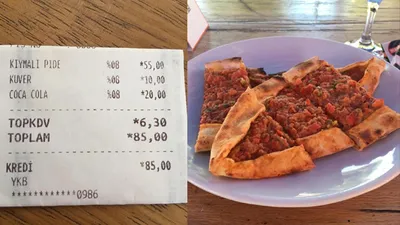 KIYMALI PIDE %08 *55,00
KUVER %08 *10,00
COCA COLA %08 *20,00
TOPKDV *6,30
TOPLAM *85,00
KREDİ *85,00
YKB
************0986